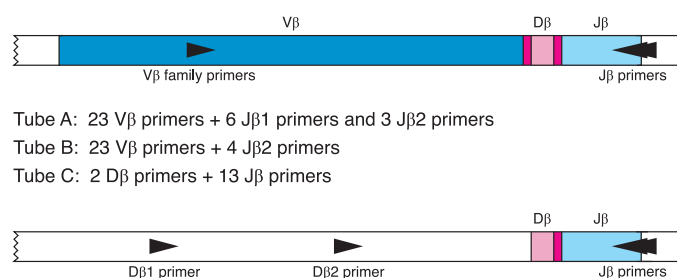 Vβ Dβ Jβ
Vβ family primers Jβ primers
Tube A: 23 Vβ primers + 6 Jβ1 primers and 3 Jβ2 primers
Tube B: 23 Vβ primers + 4 Jβ2 primers
Tube C: 2 Dβ primers + 13 Jβ primers
Dβ Jβ
Dβ1 primer Dβ2 primer Jβ primers